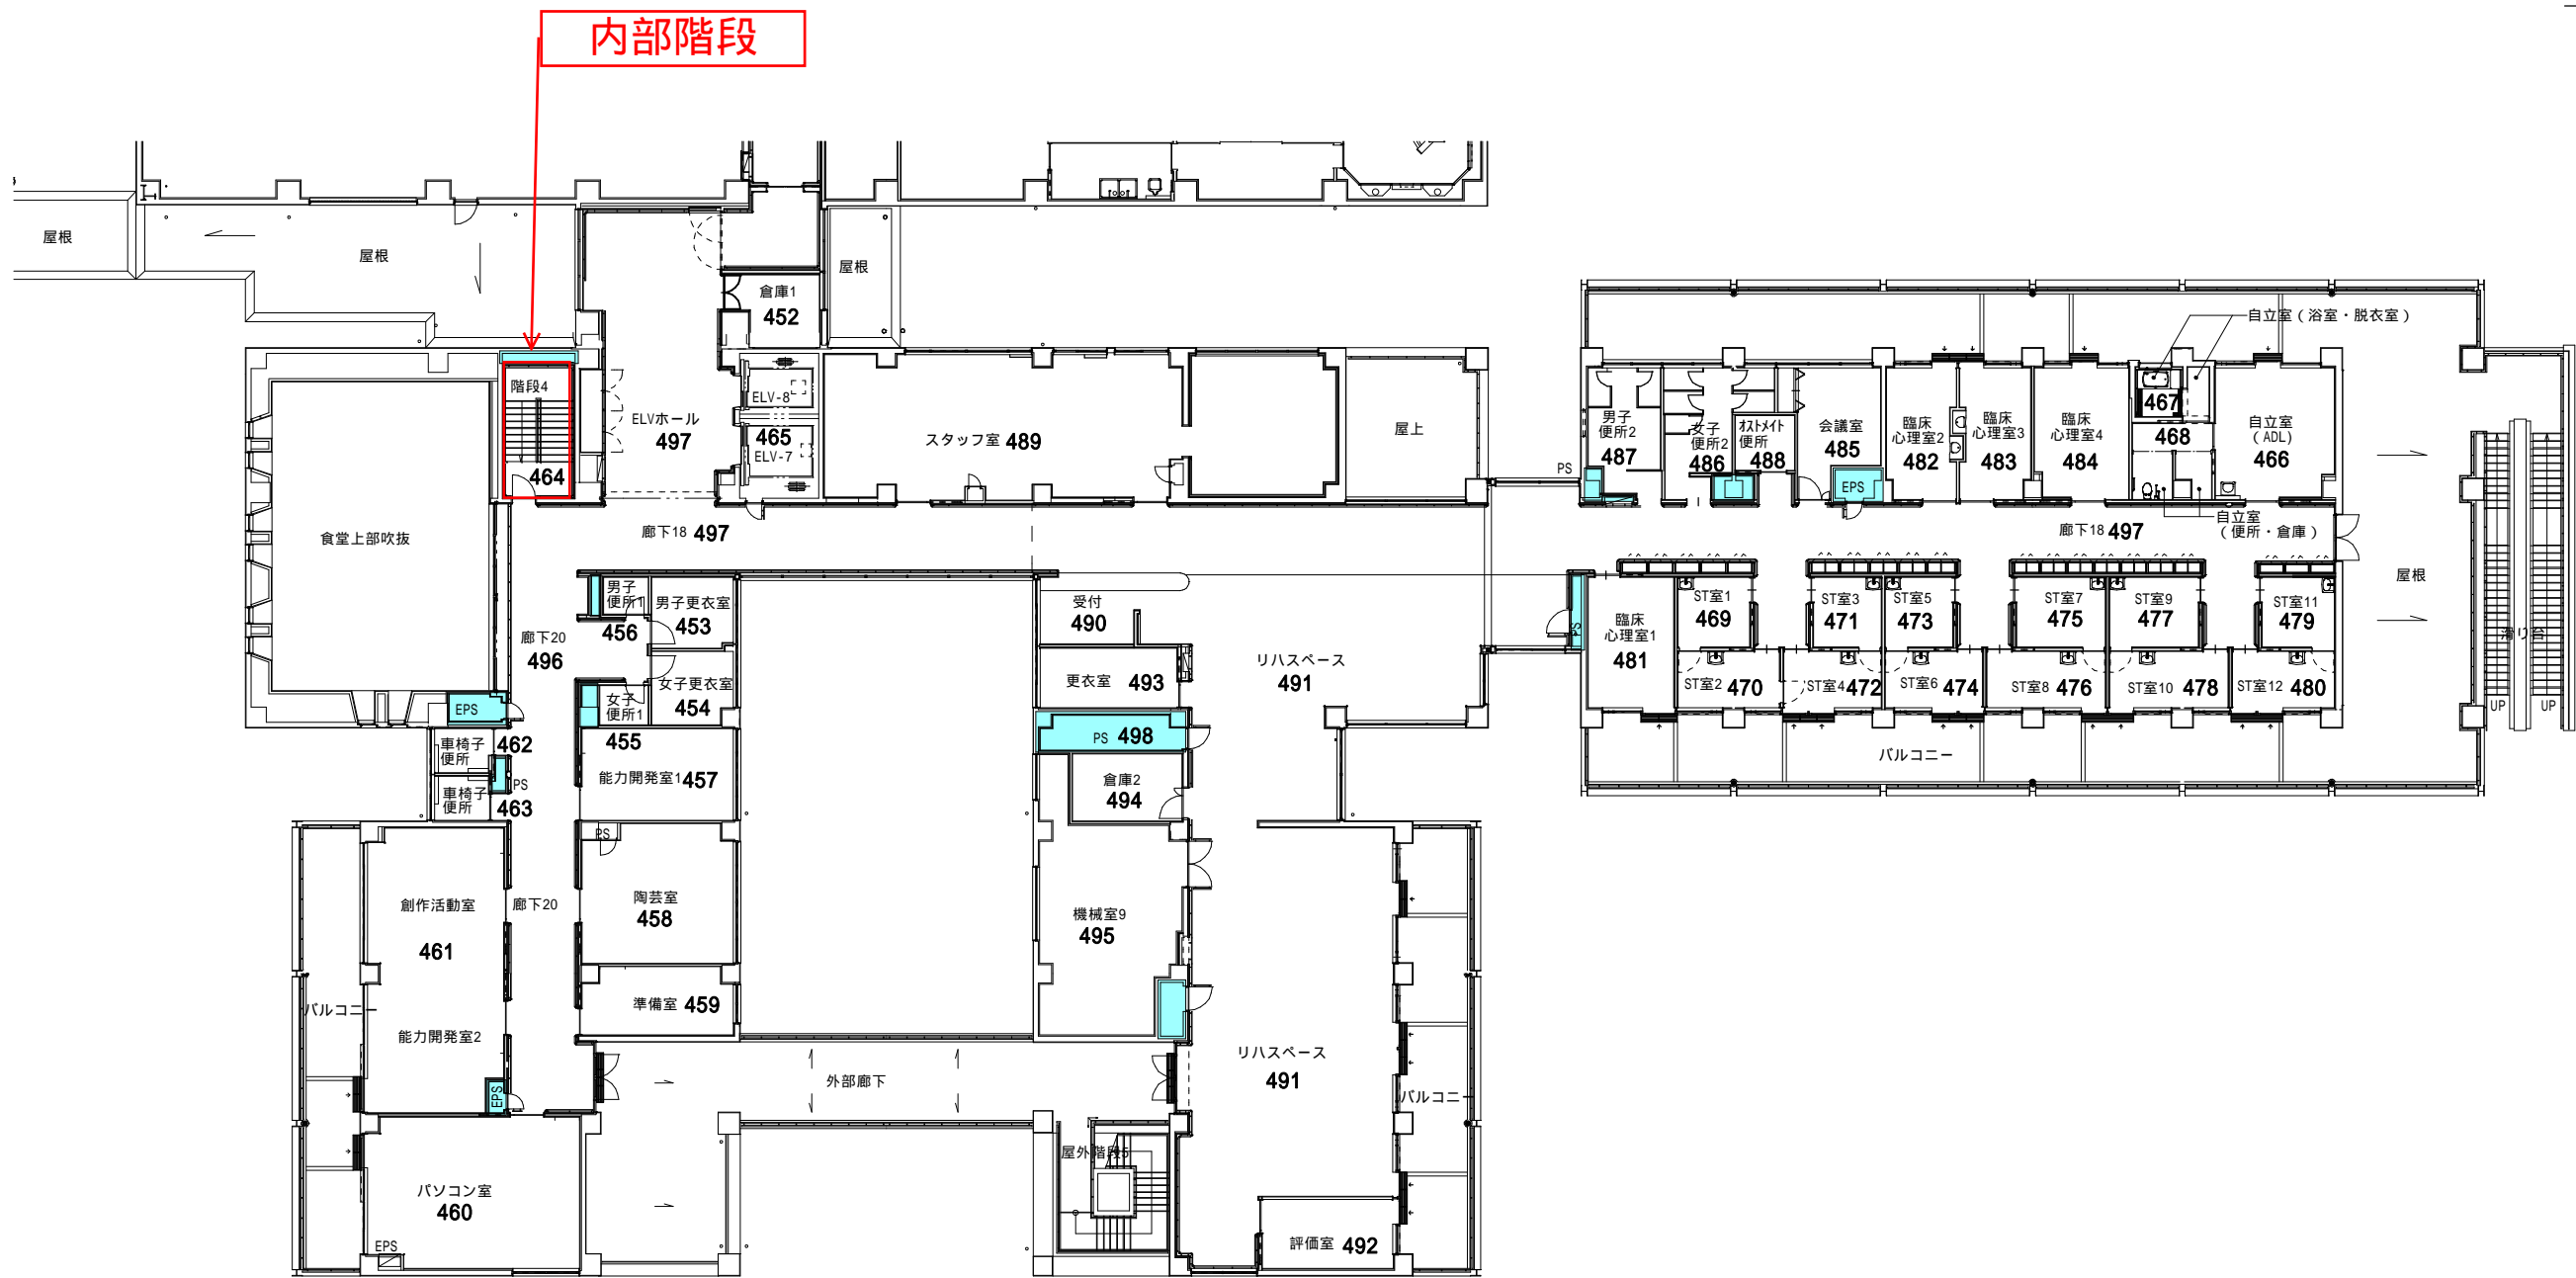 内部階段
屋根
屋根
屋根
倉庫1
452
階段4
464
ELVホール
497
ELV-8
465
ELV-7
スタッフ室 489
屋上
食堂上部吹抜
廊下18 497
男子
便所1
456
男子更衣室
453
廊下20
496
女子更衣室
454
女子
便所1
455
EPS
車椅子
便所
462
PS
車椅子
便所
463
能力開発室1 457
PS
陶芸室
458
準備室 459
創作活動室
461
廊下20
能力開発室2
バルコニー
EPS
パソコン室
460
EPS
外部廊下
受付
490
更衣室 493
PS 498
倉庫2
494
機械室9
495
リハスペース
491
リハスペース
491
バルコニー
屋外階段5
評価室 492
自立室(浴室・脱衣室)
PS
男子
便所2
487
女子
便所2
486
オストメイト
便所
488
会議室
485
EPS
臨床
心理室2
482
臨床
心理室3
483
臨床
心理室4
484
467
468
自立室
(ADL)
466
自立室
(便所・倉庫)
廊下18 497
屋根
PS
臨床
心理室1
481
ST室1
469
ST室3
471
ST室5
473
ST室7
475
ST室9
477
ST室11
479
ST室2 470
ST室4 472
ST室6 474
ST室8 476
ST室10 478
ST室12 480
バルコニー
滑り台
UP
UP